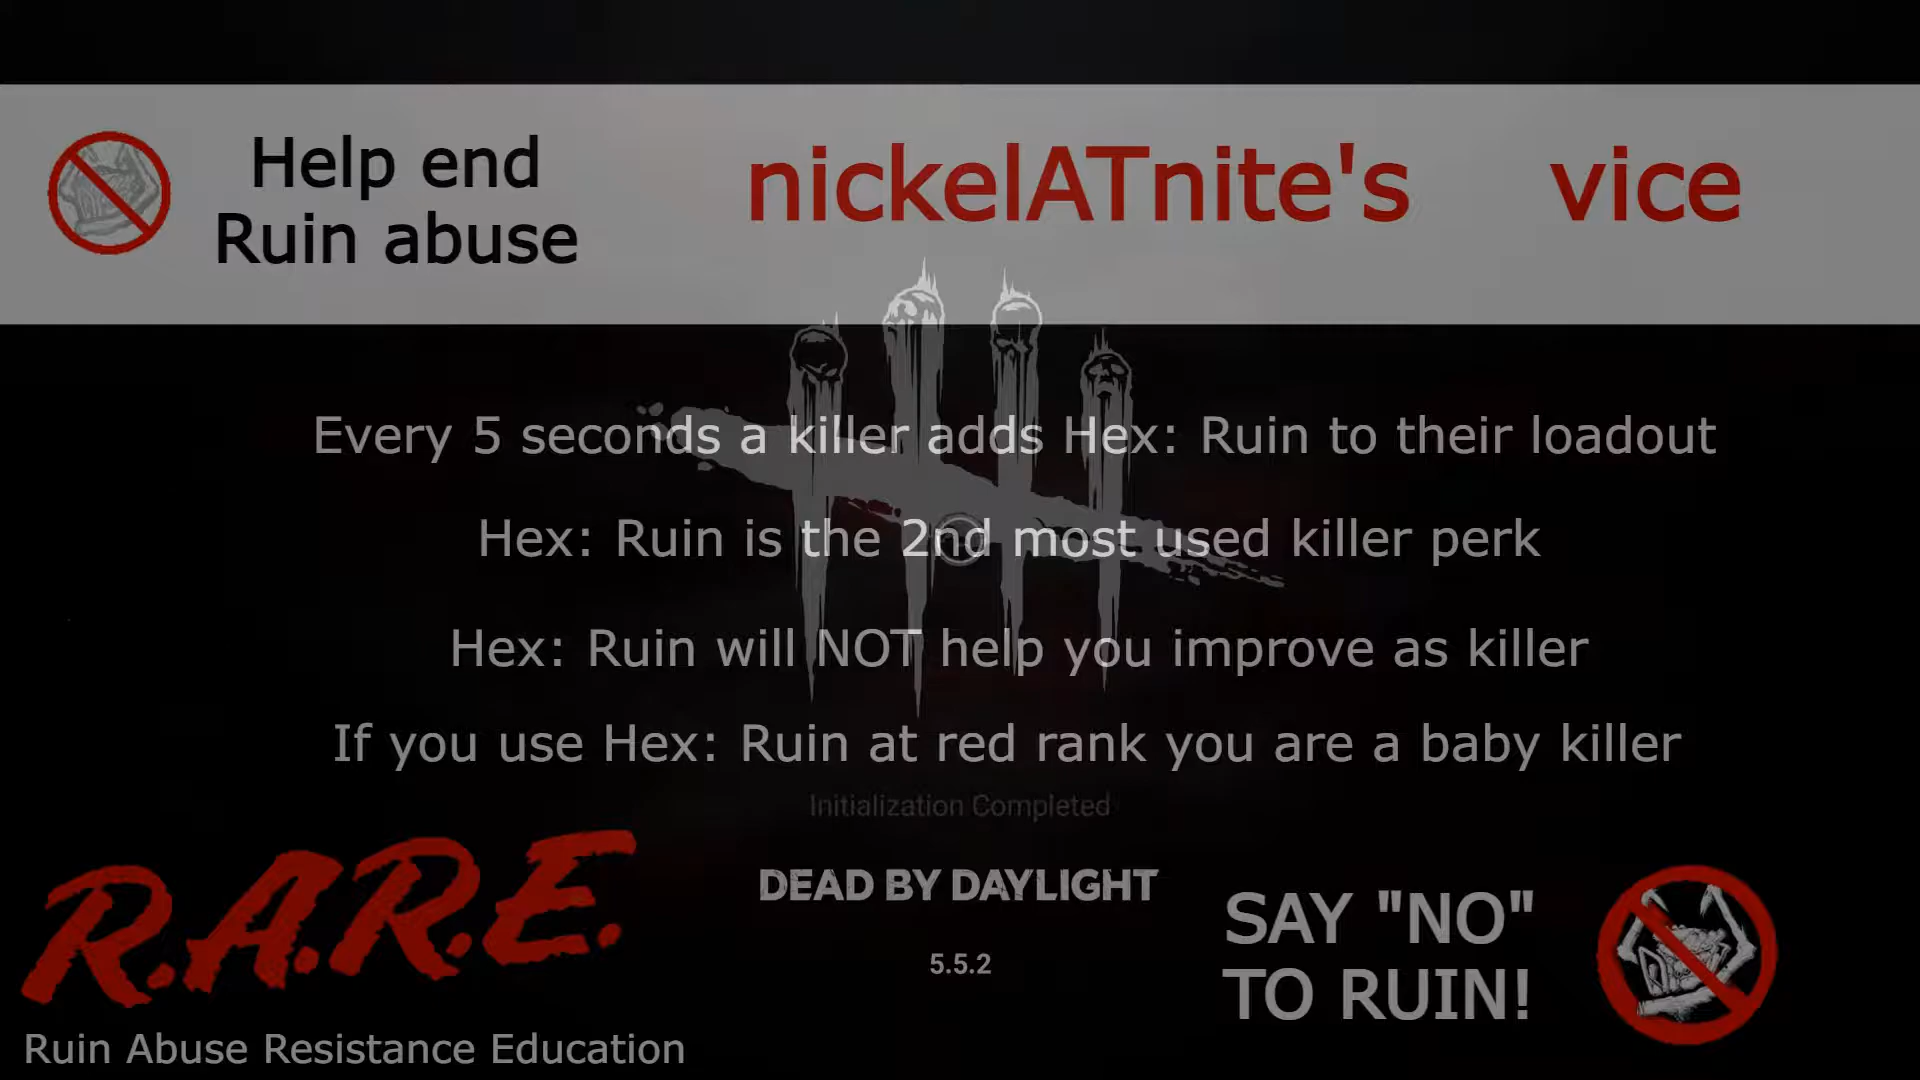 Help end
Ruin abuse
nickelATnite's vice
Every 5 seconds a killer adds Hex: Ruin to their loadout
Hex: Ruin is the 2nd most used killer perk
Hex: Ruin will NOT help you improve as killer
If you use Hex: Ruin at red rank you are a baby killer
Initialization Completed
DEAD BY DAYLIGHT
5.5.2
R.A.R.E.
Ruin Abuse Resistance Education
SAY "NO"
TO RUIN!